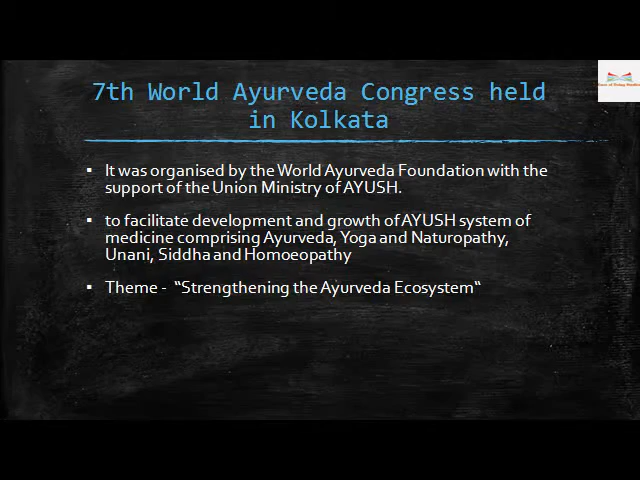 7th World Ayurveda Congress held
in Kolkata
▪ It was organised by the World Ayurveda Foundation with the
support of the Union Ministry of AYUSH.
▪ to facilitate development and growth of AYUSH system of
medicine comprising Ayurveda, Yoga and Naturopathy,
Unani, Siddha and Homoeopathy
▪ Theme - “Strengthening the Ayurveda Ecosystem“